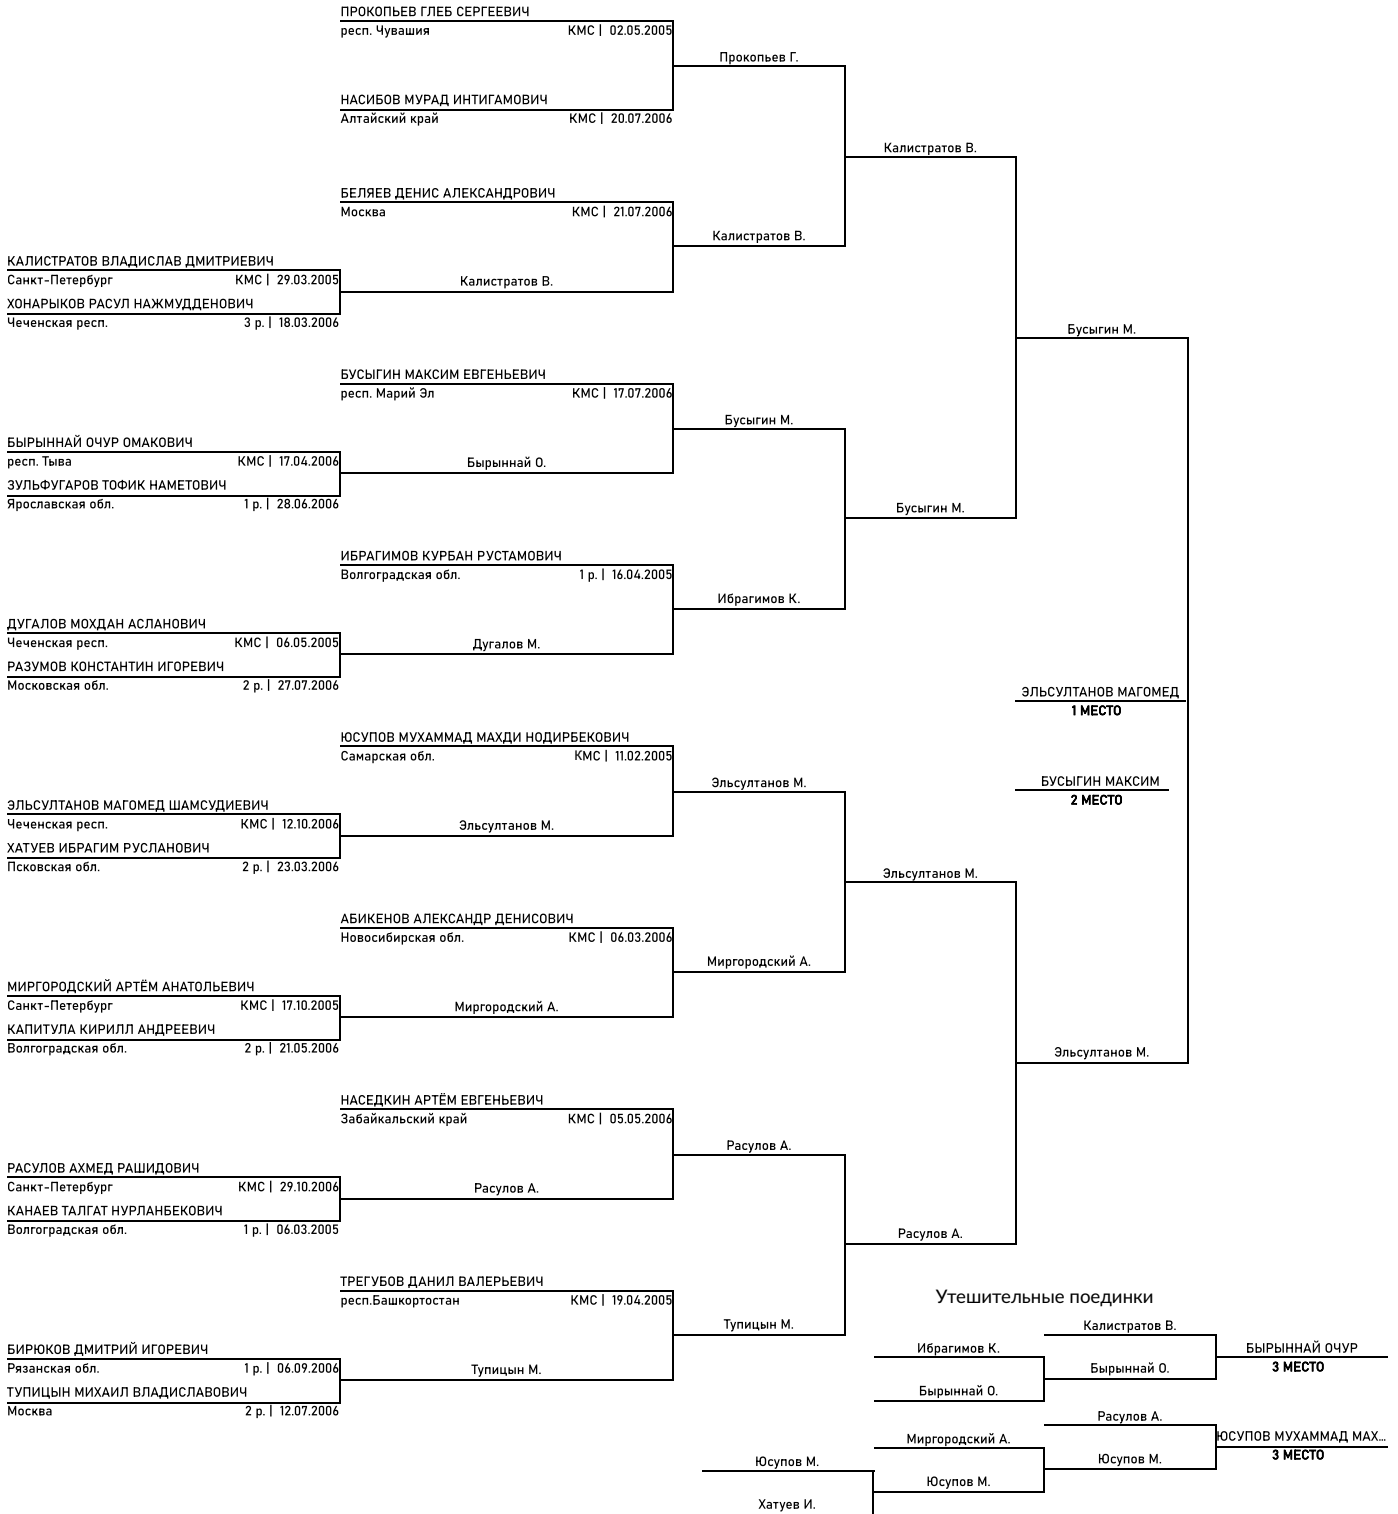 ПРОКОПЬЕВ ГЛЕБ СЕРГЕЕВИЧ
респ. Чувашия КМС | 02.05.2005
Прокопьев Г.
НАСИБОВ МУРАД ИНТИГАМОВИЧ
Алтайский край КМС | 20.07.2006
Калистратов В.
БЕЛЯЕВ ДЕНИС АЛЕКСАНДРОВИЧ
Москва КМС | 21.07.2006
Калистратов В.
КАЛИСТРАТОВ ВЛАДИСЛАВ ДМИТРИЕВИЧ
Санкт-Петербург КМС | 29.03.2005
Калистратов В.
ХОНАРЫКОВ РАСУЛ НАЖМУДДЕНОВИЧ
Чеченская респ. 3 р. | 18.03.2006
Бусыгин М.
БУСЫГИН МАКСИМ ЕВГЕНЬЕВИЧ
респ. Марий Эл КМС | 17.07.2006
Бусыгин М.
БЫРЫННАЙ ОЧУР ОМАКОВИЧ
респ. Тыва КМС | 17.04.2006
Бырыннай О.
ЗУЛЬФУГАРОВ ТОФИК НАМЕТОВИЧ
Ярославская обл. 1 р. | 28.06.2006
Бусыгин М.
ИБРАГИМОВ КУРБАН РУСТАМОВИЧ
Волгоградская обл. 1 р. | 16.04.2005
Ибрагимов К.
ДУГАЛОВ МОХДАН АСЛАНОВИЧ
Чеченская респ. КМС | 06.05.2005
Дугалов М.
РАЗУМОВ КОНСТАНТИН ИГОРЕВИЧ
Московская обл. 2 р. | 27.07.2006
ЭЛЬСУЛТАНОВ МАГОМЕД
1 МЕСТО
ЮСУПОВ МУХАММАД МАХДИ НОДИРБЕКОВИЧ
Самарская обл. КМС | 11.02.2005
Эльсултанов М.
БУСЫГИН МАКСИМ
2 МЕСТО
ЭЛЬСУЛТАНОВ МАГОМЕД ШАМСУДИЕВИЧ
Чеченская респ. КМС | 12.10.2006
Эльсултанов М.
ХАТУЕВ ИБРАГИМ РУСЛАНОВИЧ
Псковская обл. 2 р. | 23.03.2006
Эльсултанов М.
АБИКЕНОВ АЛЕКСАНДР ДЕНИСОВИЧ
Новосибирская обл. КМС | 06.03.2006
Миргородский А.
МИРГОРОДСКИЙ АРТЁМ АНАТОЛЬЕВИЧ
Санкт-Петербург КМС | 17.10.2005
Миргородский А.
КАПИТУЛА КИРИЛЛ АНДРЕЕВИЧ
Волгоградская обл. 2 р. | 21.05.2006
Эльсултанов М.
НАСЕДКИН АРТЁМ ЕВГЕНЬЕВИЧ
Забайкальский край КМС | 05.05.2006
Расулов А.
РАСУЛОВ АХМЕД РАШИДОВИЧ
Санкт-Петербург КМС | 29.10.2006
Расулов А.
КАНАЕВ ТАЛГАТ НУРЛАНБЕКОВИЧ
Волгоградская обл. 1 р. | 06.03.2005
Расулов А.
ТРЕГУБОВ ДАНИЛ ВАЛЕРЬЕВИЧ
респ.Башкортостан КМС | 19.04.2005
Тупицын М.
БИРЮКОВ ДМИТРИЙ ИГОРЕВИЧ
Рязанская обл. 1 р. | 06.09.2006
Тупицын М.
ТУПИЦЫН МИХАИЛ ВЛАДИСЛАВОВИЧ
Москва 2 р. | 12.07.2006
Утешительные поединки
Калистратов В.
Ибрагимов К.
БЫРЫННАЙ ОЧУР
3 МЕСТО
Бырыннай О.
Бырыннай О.
Расулов А.
Миргородский А.
ЮСУПОВ МУХАММАД МАХ...
3 МЕСТО
Юсупов М.
Юсупов М.
Юсупов М.
Хатуев И.